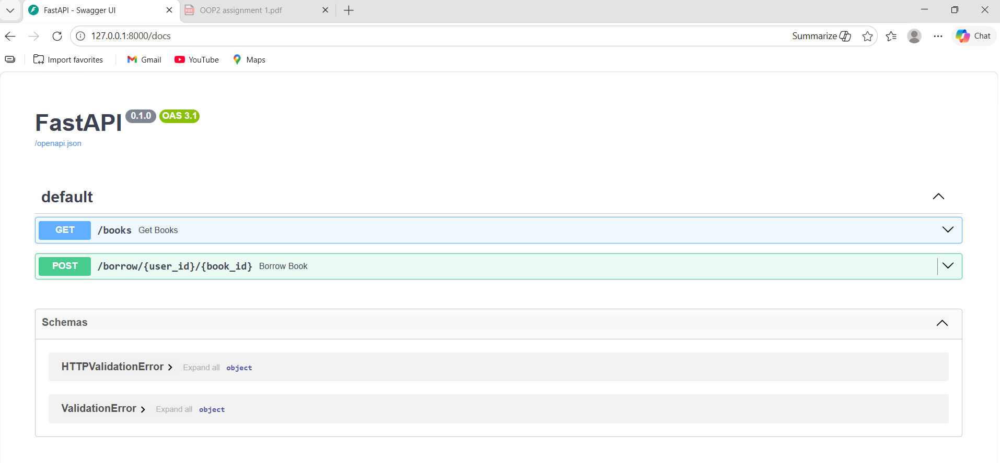 FastAPI - Swagger UI
OOP2 assignment 1.pdf
127.0.0.1:8000/docs
Summarize
Chat
Import favorites
Gmail
YouTube
Maps
FastAPI 0.1.0 OAS 3.1
/openapi.json
default
GET /books Get Books
POST /borrow/{user_id}/{book_id} Borrow Book
Schemas
HTTPValidationError Expand all object
ValidationError Expand all object